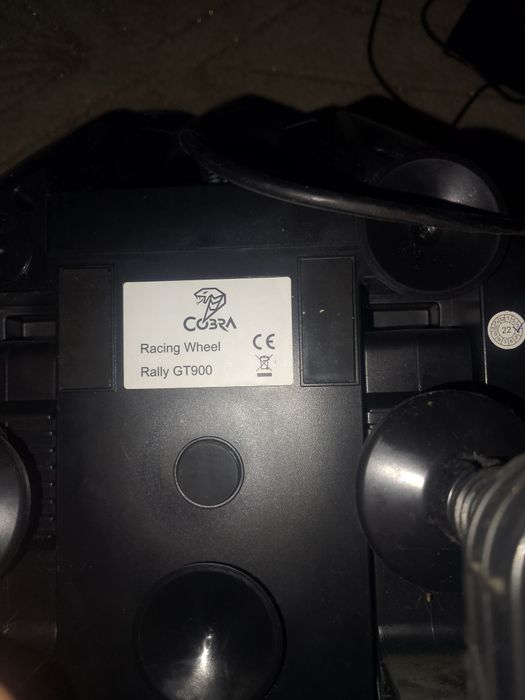 COBRA
Racing Wheel
Rally GT900
CE
22